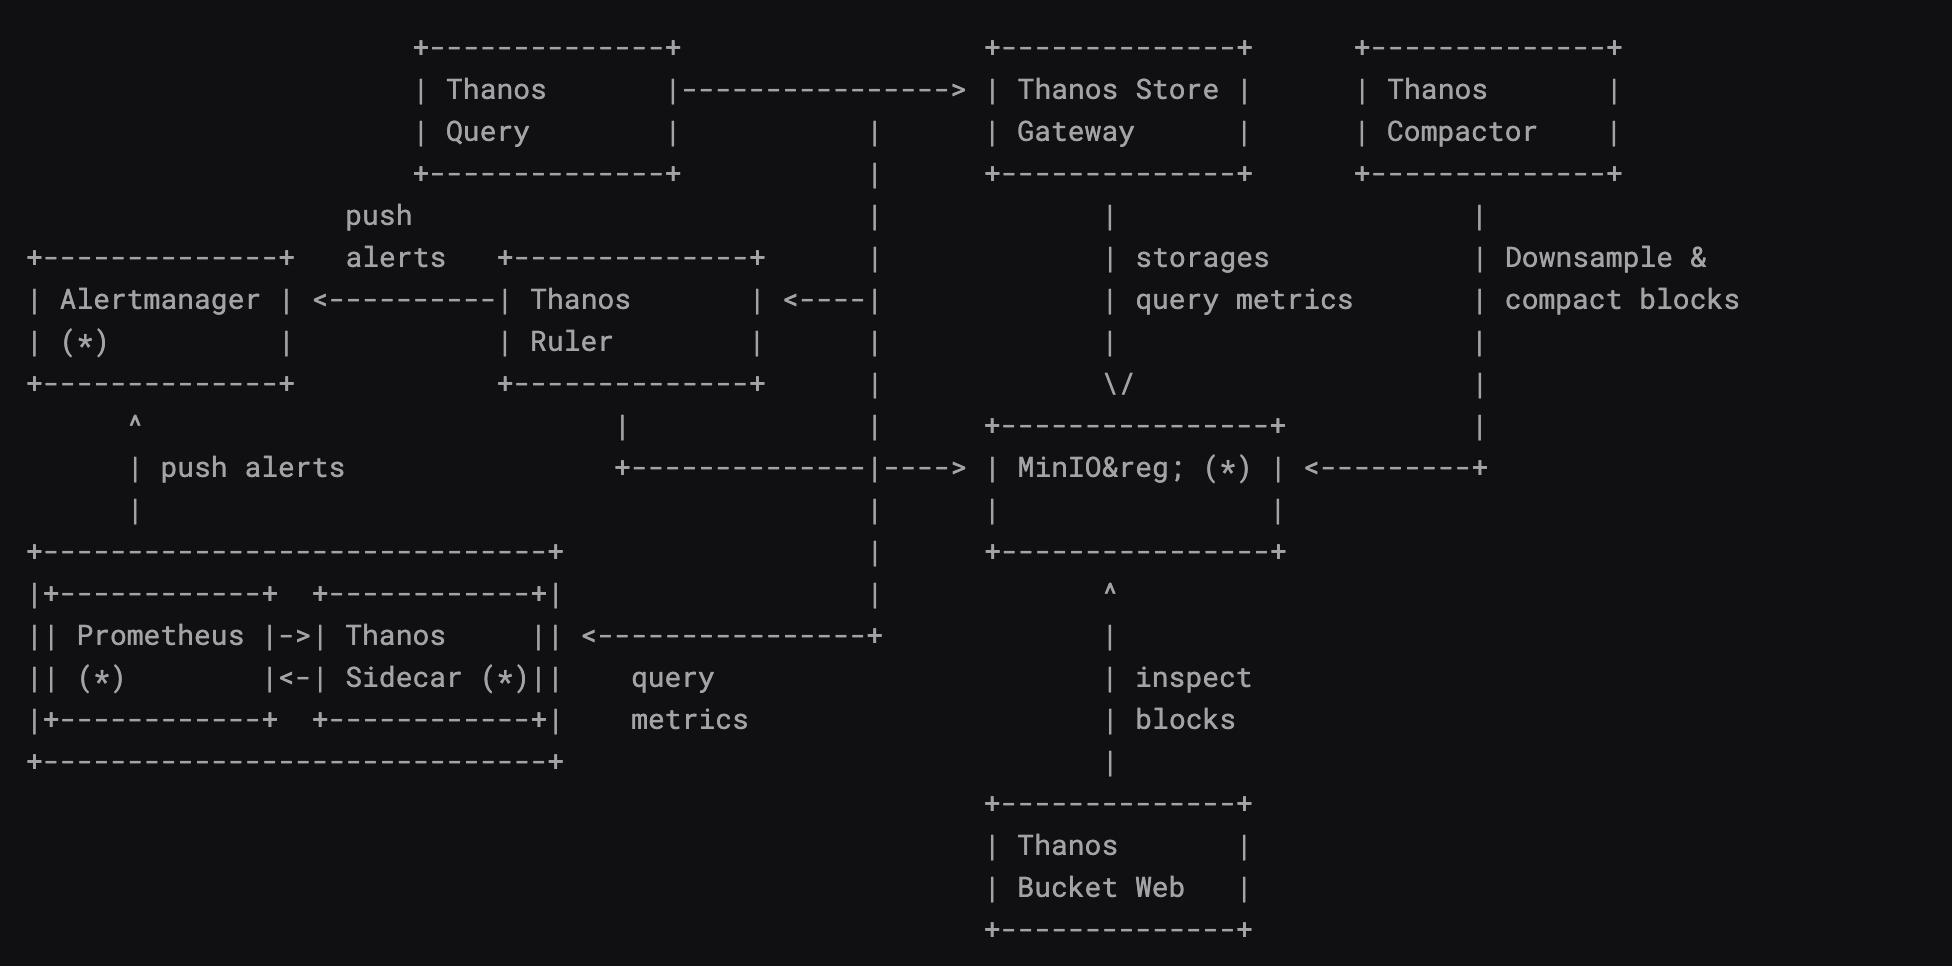 +--------------+                  +--------------+      +--------------+
                                              | Thanos       |----------------> | Thanos Store |      | Thanos       |
                                              | Query        |           |      | Gateway      |      | Compactor    |
                                              +--------------+           |      +--------------+      +--------------+
                   push                           |             |                     |
+--------------+   alerts   +--------------+      |             | storages            | Downsample &
| Alertmanager | <----------| Thanos       | <----|             | query metrics       | compact blocks
| (*)          |            | Ruler        |      |             |                     |
+--------------+            +--------------+      |             \/                    |
      ^                            |              |      +----------------+           |
      | push alerts                +--------------|----> | MinIO&reg; (*) | <---------+
      |                                           |      |                |
+------------------------------+                  |      +----------------+
|+------------+  +------------+|                  |             ^
|| Prometheus |->| Thanos     || <----------------+             |
|| (*)        |<-| Sidecar (*)||    query                       | inspect
|+------------+  +------------+|    metrics                     | blocks
+------------------------------+                                |
                                                         +--------------+
                                                         | Thanos       |
                                                         | Bucket Web   |
                                                         +--------------+